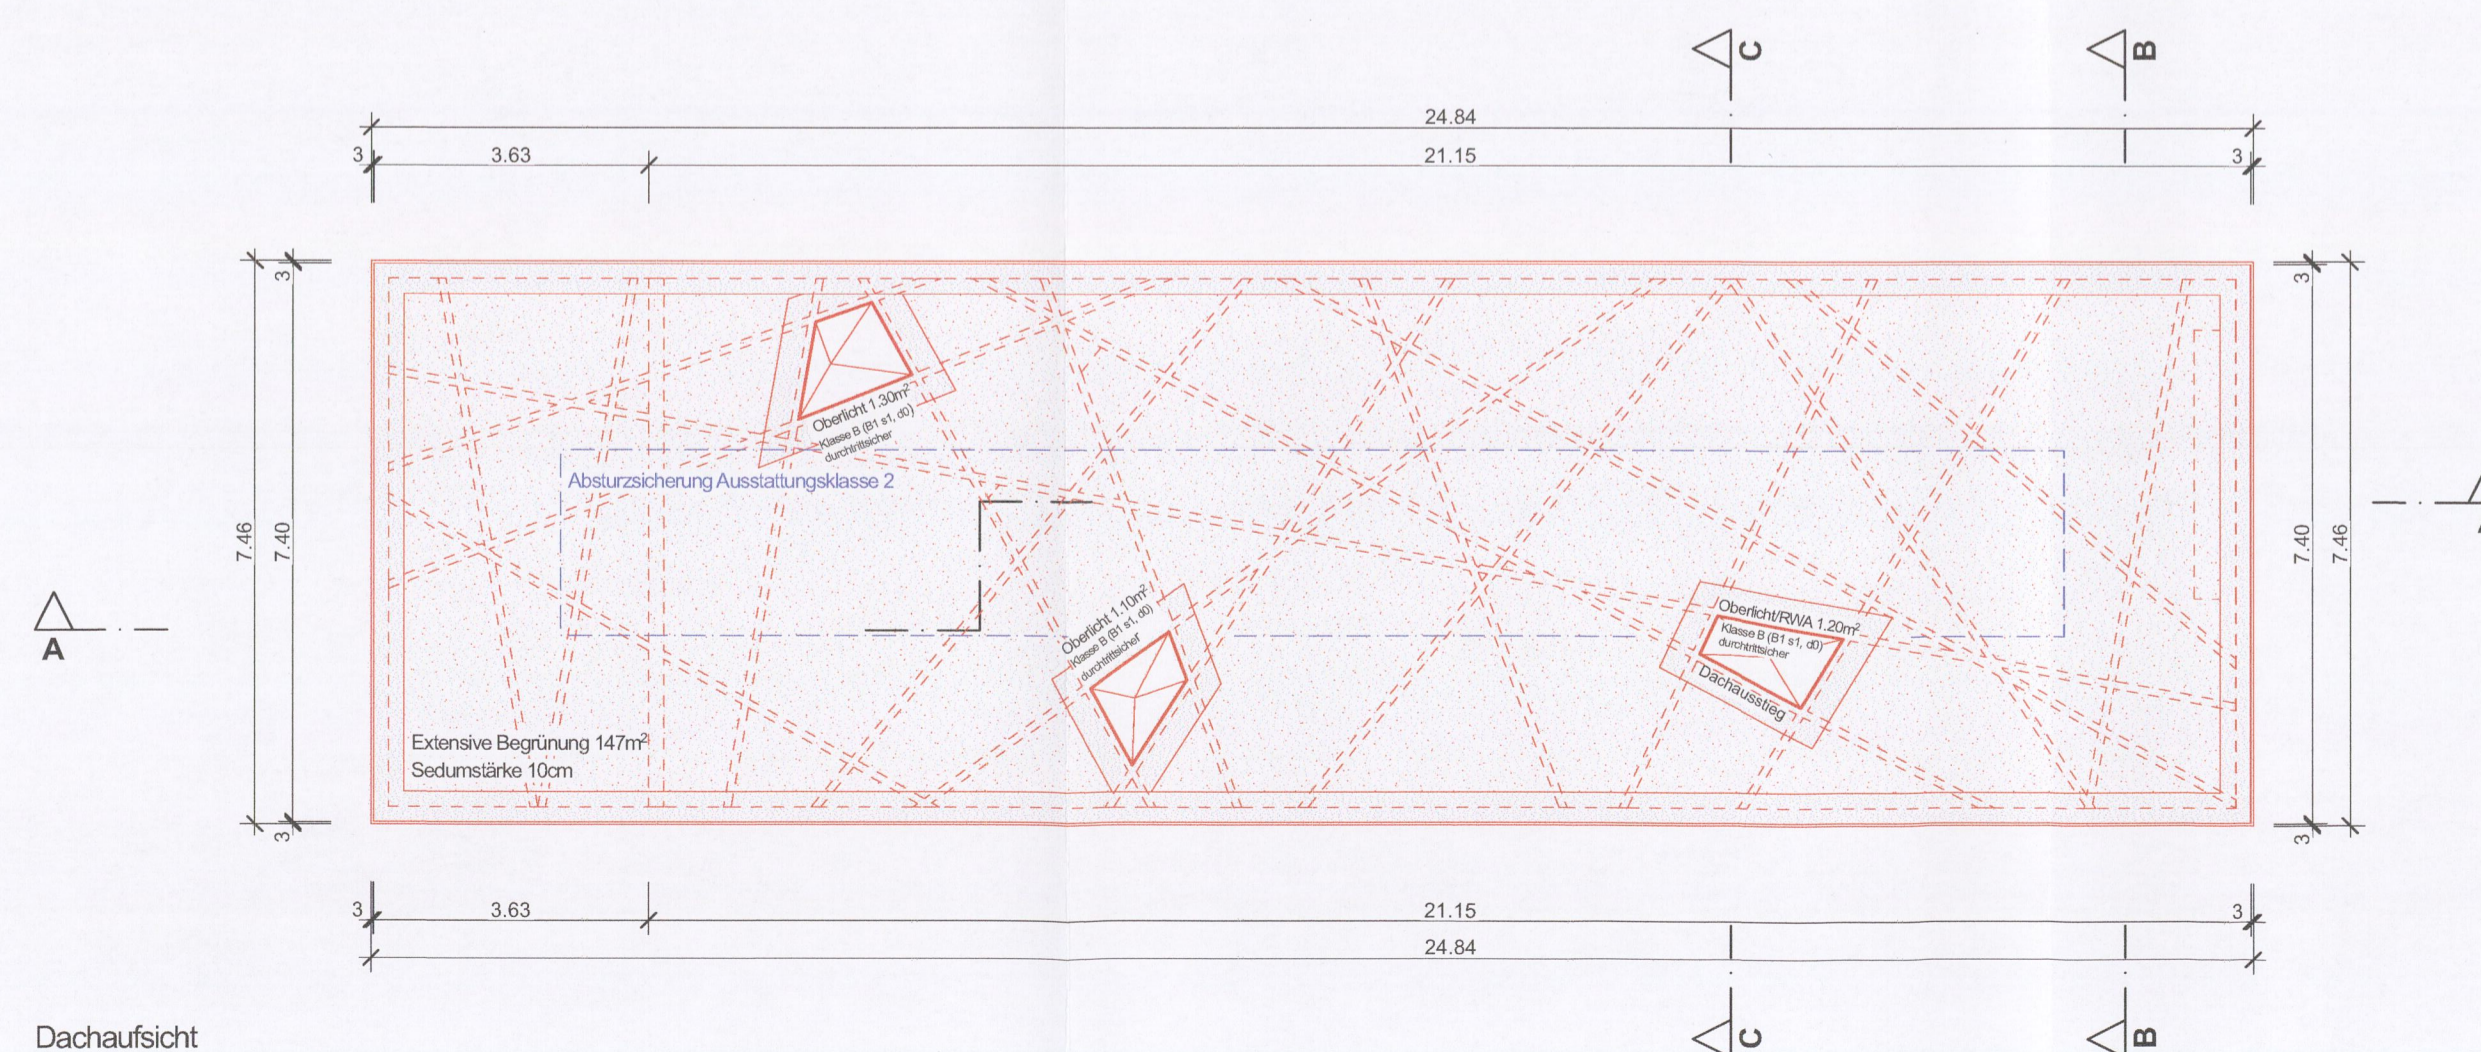 C
B
24.84
3
3.63
21.15
3
3
3
Oberlicht 1.30m²
Klasse B (B1 s1, d0)
durchtrittsicher
Absturzsicherung Ausstattungsklasse 2
7.46
7.40
7.40
7.46
A
Oberlicht 1.10m²
Klasse B (B1 s1, d0)
durchtrittsicher
Oberlicht/RWA 1.20m²
Klasse B (B1 s1, d0)
durchtrittsicher
Dachausstieg
Extensive Begrünung 147m²
Sedumstärke 10cm
3
3
3
3.63
21.15
3
24.84
C
B
Dachaufsicht